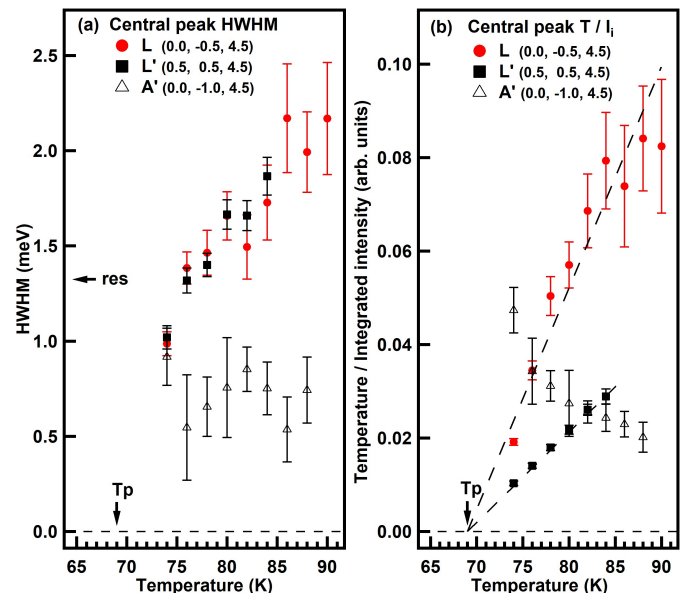 (a) Central peak HWHM
L (0.0, -0.5, 4.5)
L' (0.5, 0.5, 4.5)
A' (0.0, -1.0, 4.5)
HWHM (meV)
2.5
2.0
1.5
1.0
0.5
0.0
res
Tp
65 70 75 80 85 90
Temperature (K)
(b) Central peak T / Ii
L (0.0, -0.5, 4.5)
L' (0.5, 0.5, 4.5)
A' (0.0, -1.0, 4.5)
Temperature / Integrated intensity (arb. units)
0.10
0.08
0.06
0.04
0.02
0.00
Tp
65 70 75 80 85 90
Temperature (K)